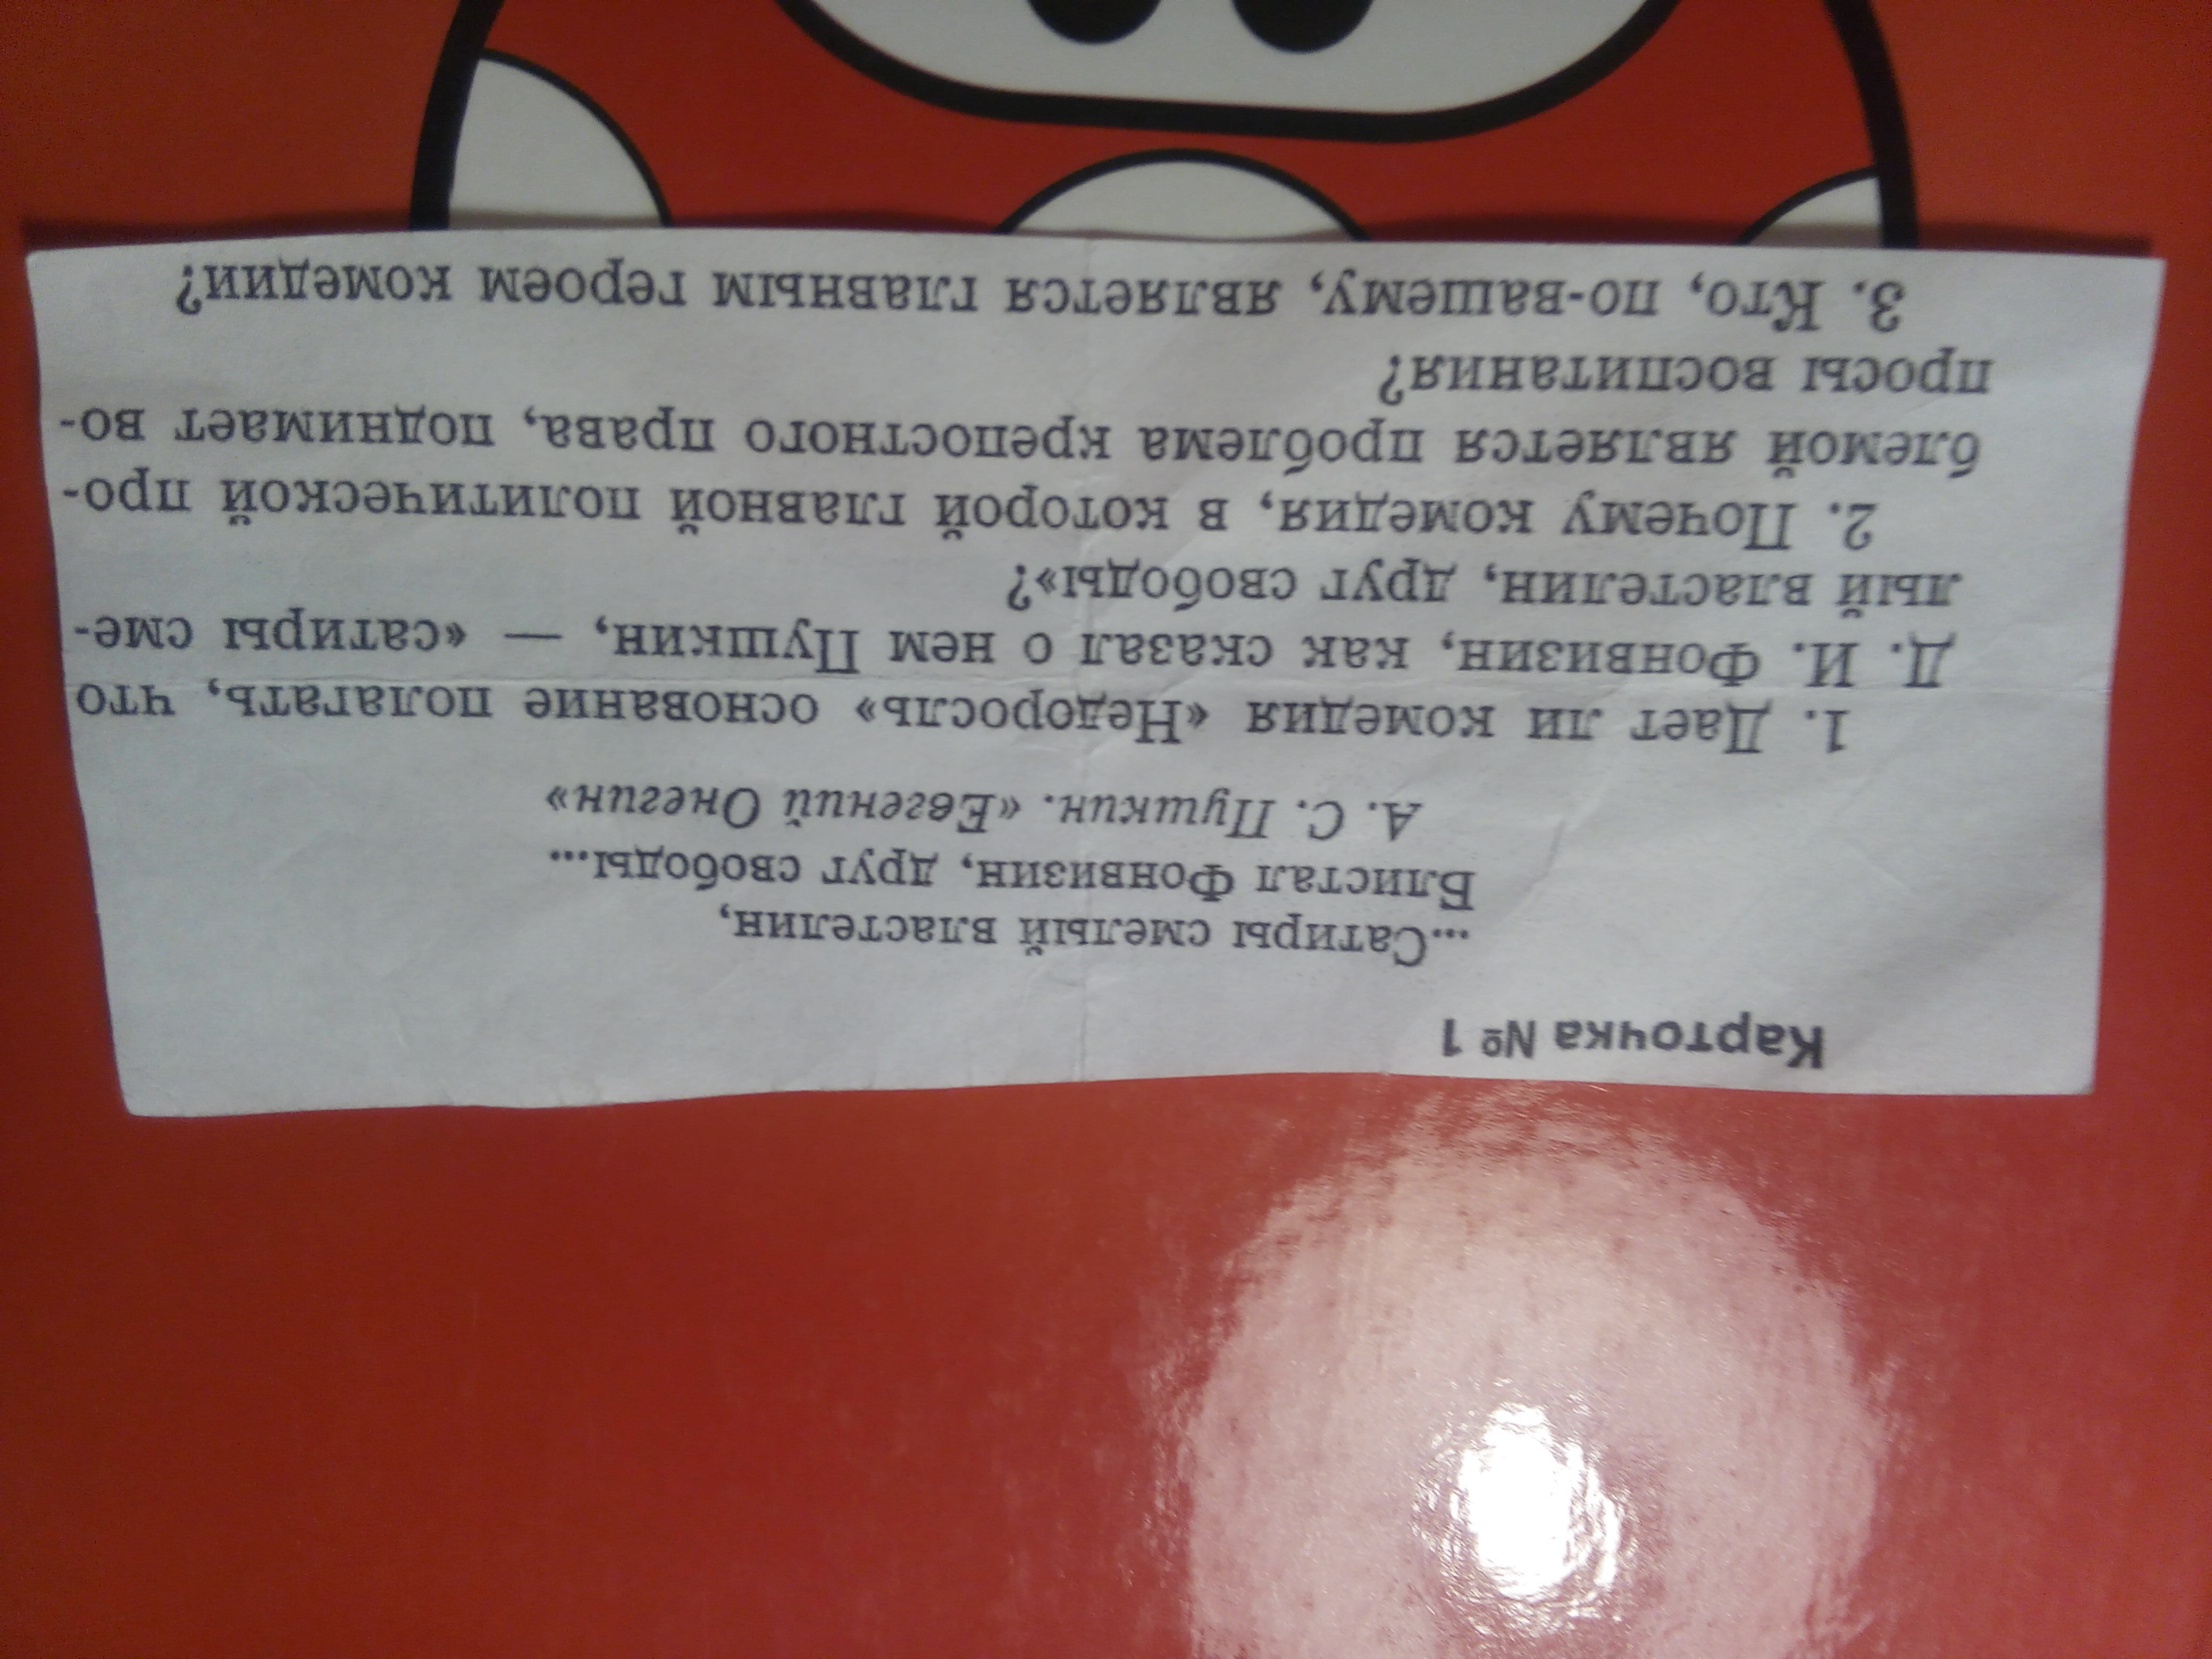 Карточка № 1
...Сатиры смелый властелин,
Блистал Фонвизин, друг свободы...
А. С. Пушкин. «Евгений Онегин»
1. Дает ли комедия «Недоросль» основание полагать, что
Д. И. Фонвизин, как сказал о нем Пушкин, — «сатиры сме-
лый властелин, друг свободы»?
2. Почему комедия, в которой главной политической про-
блемой является проблема крепостного права, поднимает во-
просы воспитания?
3. Кто, по-вашему, является главным героем комедии?